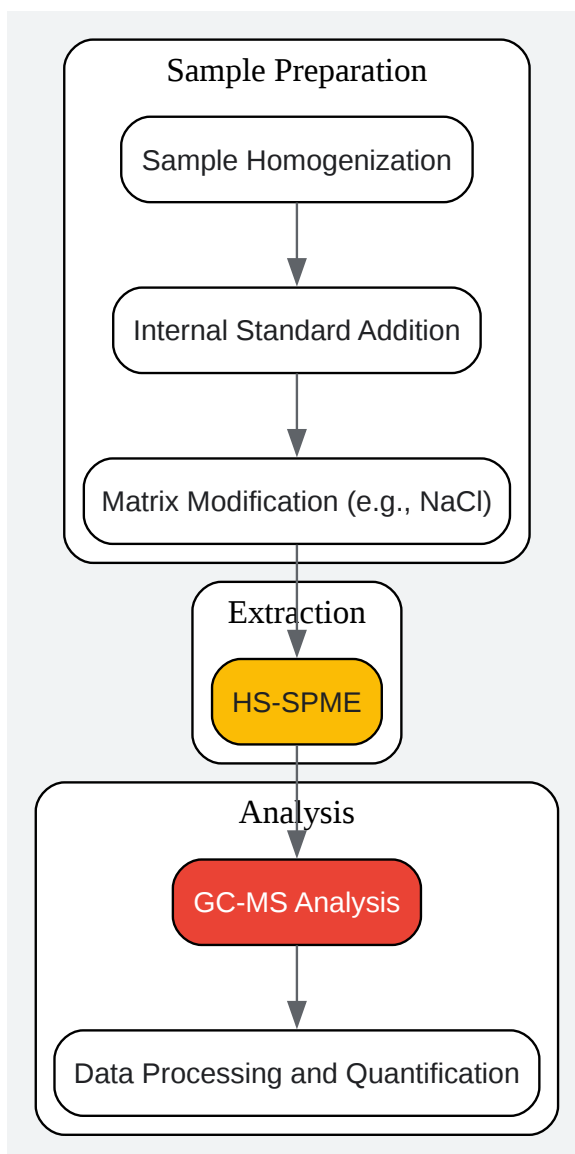 Sample Preparation
Sample Homogenization
Internal Standard Addition
Matrix Modification (e.g., NaCl)
Extraction
HS-SPME
Analysis
GC-MS Analysis
Data Processing and Quantification